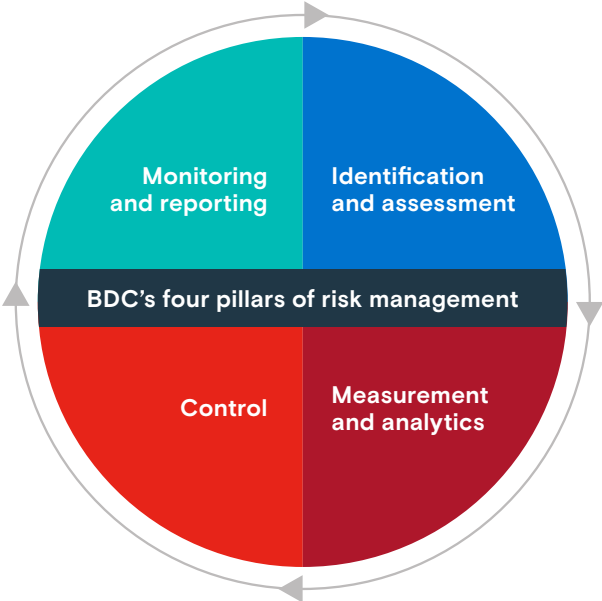 Monitoring
and reporting
Identification
and assessment
BDC’s four pillars of risk management
Control
Measurement
and analytics